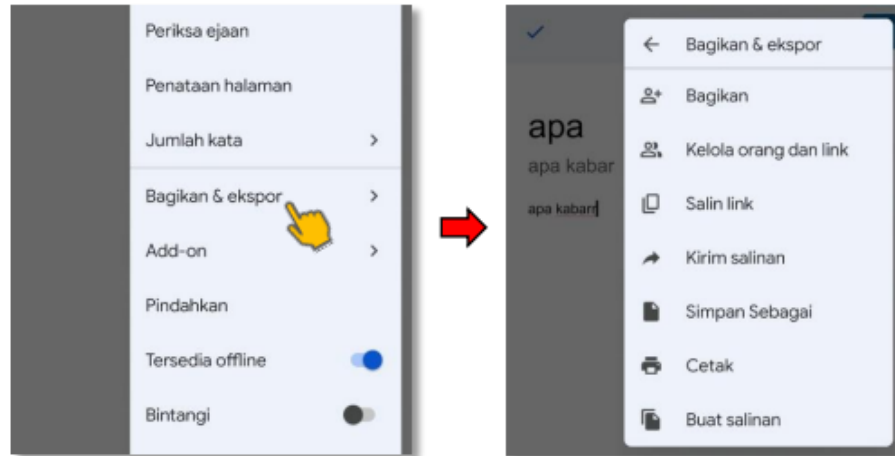 Periksa ejaan
Penataan halaman
Jumlah kata
Bagikan & ekspor
Add-on
Pindahkan
Tersedia offline
Bintangi
Bagikan & ekspor
Bagikan
Kelola orang dan link
Salin link
Kirim salinan
Simpan Sebagai
Cetak
Buat salinan
apa
apa kabar
apa kabarr